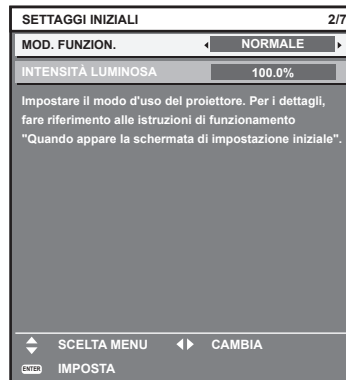 SETTAGGI INIZIALI 2/7
MOD. FUNZION. NORMALE
INTENSITÀ LUMINOSA 100.0%
Impostare il modo d'uso del proiettore. Per i dettagli,
fare riferimento alle istruzioni di funzionamento
"Quando appare la schermata di impostazione iniziale".
SCELTA MENU CAMBIA
ENTER IMPOSTA